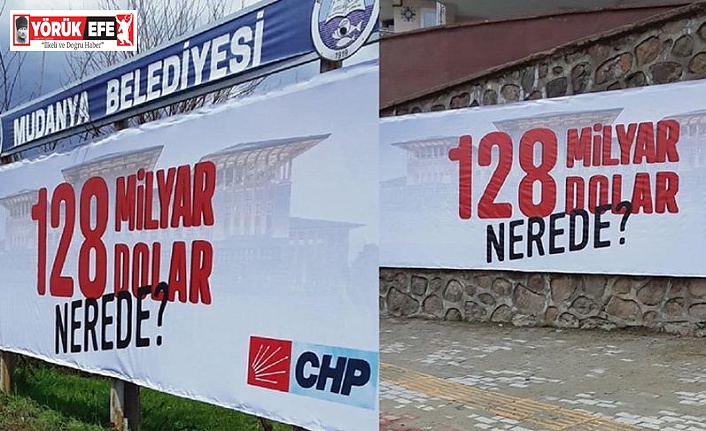 YÖRÜK EFE
"İlkeli ve Doğru Haber"
MUDANYA BELEDİYESİ
1919
128 MİLYAR
DOLAR
NEREDE?
CHP
128 MİLYAR
DOLAR
NEREDE?